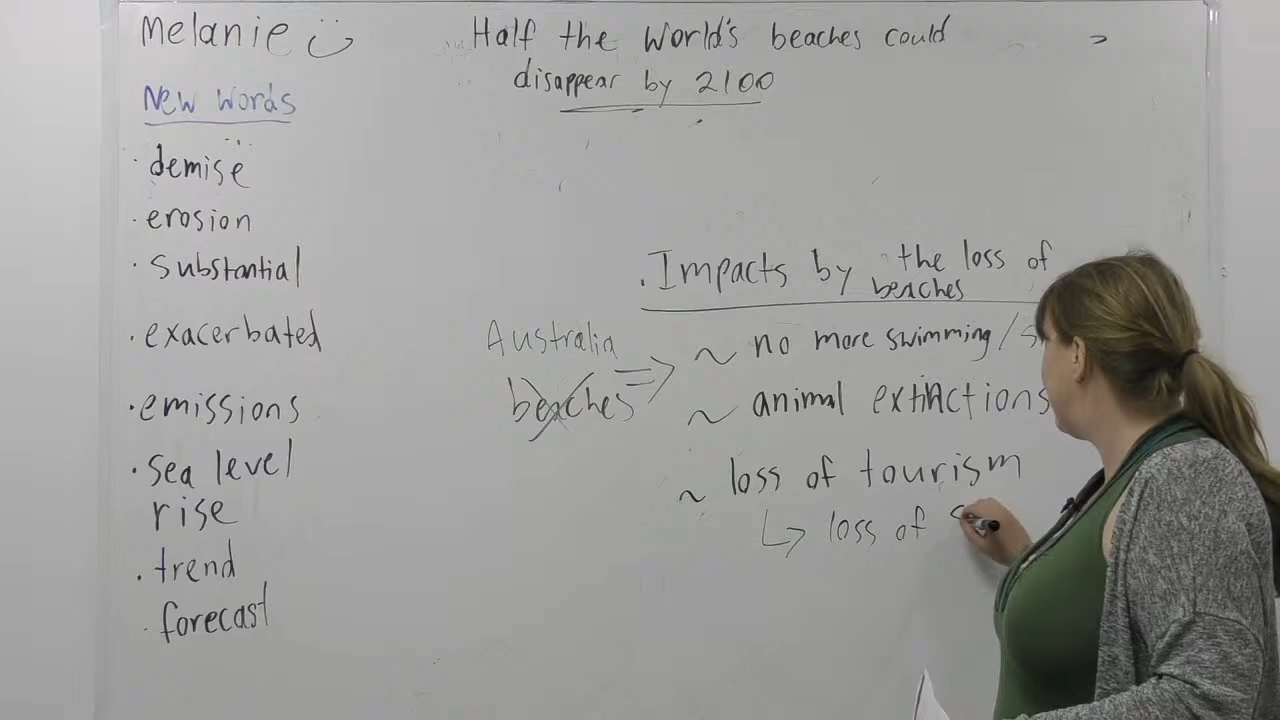 Melanie
Half the World's beaches could
disappear by 2100
New words
· demise
· erosion
· substantial
· exacerbated
· emissions
· sea level
rise
· trend
· forecast
· Impacts by the loss of
beaches
Australia
beaches ⇒
~ no more swimming/
~ animal extinctions
~ loss of tourism
↳ loss of